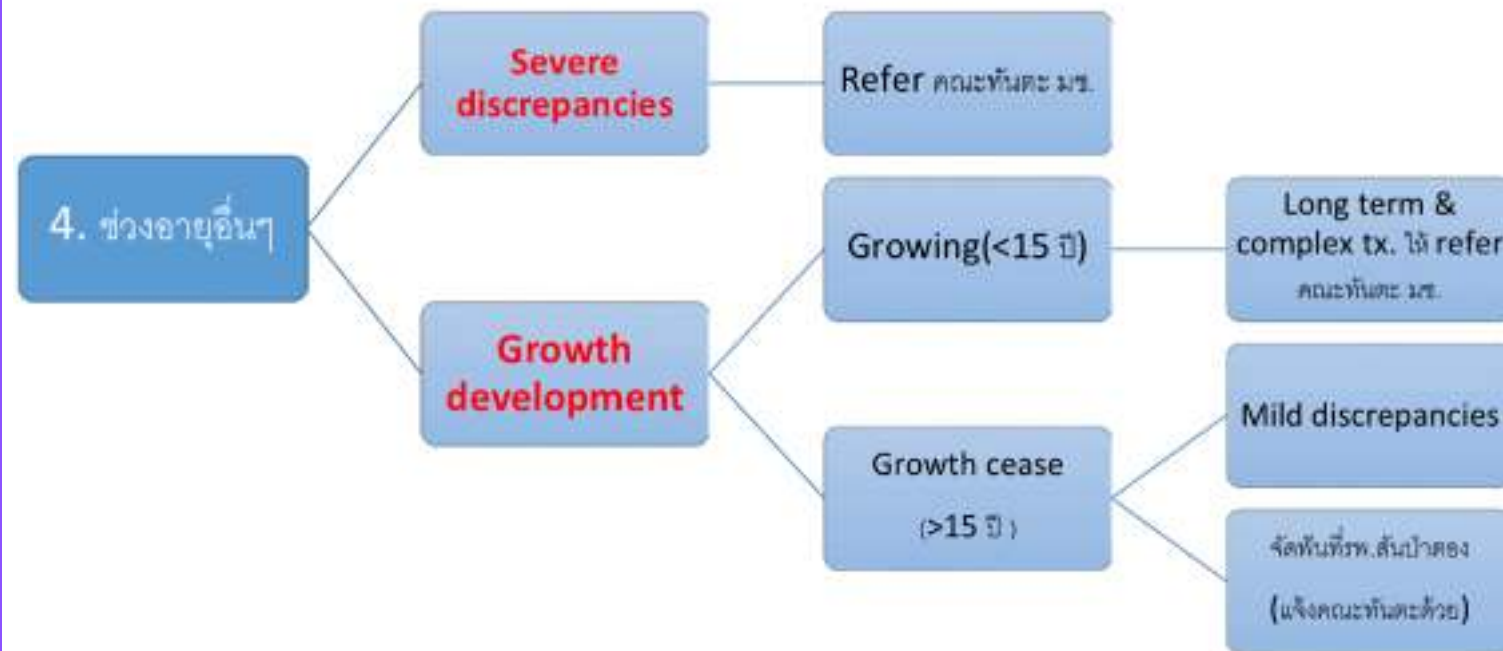 4. ช่วงอายุอื่นๆ
Severe
discrepancies
Refer คณะทันตะ มช.
Growth
development
Growing(<15 ปี)
Long term &
complex tx. ให้ refer
คณะทันตะ มช.
Growth cease
(>15 ปี )
Mild discrepancies
จัดฟันที่รพ.สันป่าตอง
(แจ้งคณะทันตะด้วย)